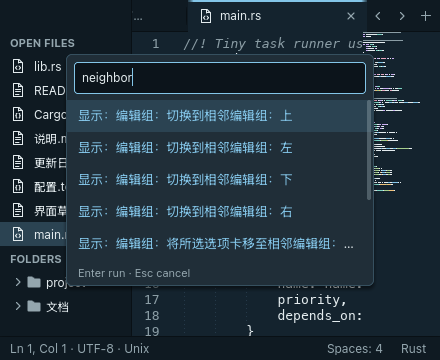 main.rs
OPEN FILES
1 //! Tiny task runner us
lib.rs
READ
Cargo
说明.m
更新日
配置.to
界面草
main.rs
FOLDERS
project
文档
neighbor
显示：编辑组：切换到相邻编辑组：上
显示：编辑组：切换到相邻编辑组：左
显示：编辑组：切换到相邻编辑组：下
显示：编辑组：切换到相邻编辑组：右
显示：编辑组：将所选选项卡移至相邻编辑组：...
Enter run · Esc cancel
17 priority,
18 depends_on:
19 }
Ln 1, Col 1 · UTF-8 · Unix
Spaces: 4
Rust